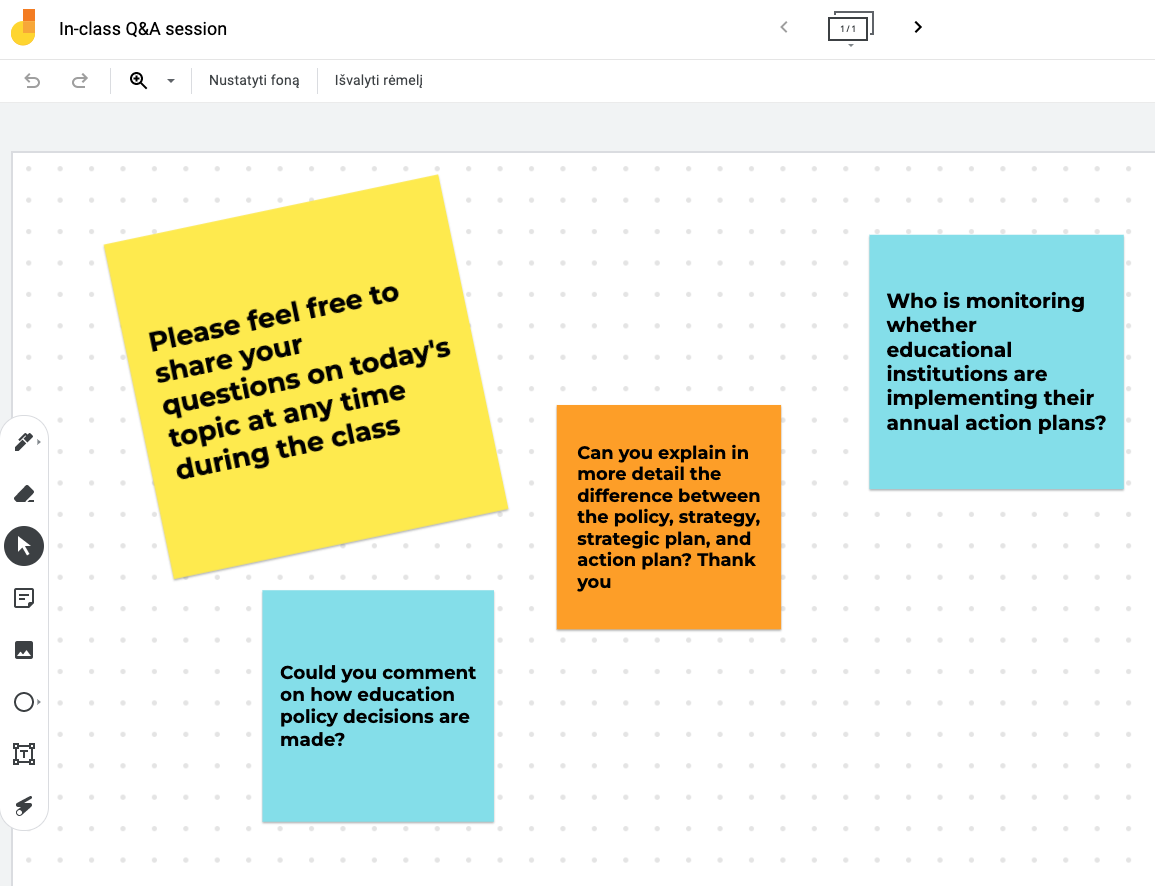 In-class Q&A session
1/1
Nustatyti foną
Išvalyti rėmelį
Please feel free to
share your
questions on today's
topic at any time
during the class
Who is monitoring
whether
educational
institutions are
implementing their
annual action plans?
Can you explain in
more detail the
difference between
the policy, strategy,
strategic plan, and
action plan? Thank
you
Could you comment
on how education
policy decisions are
made?